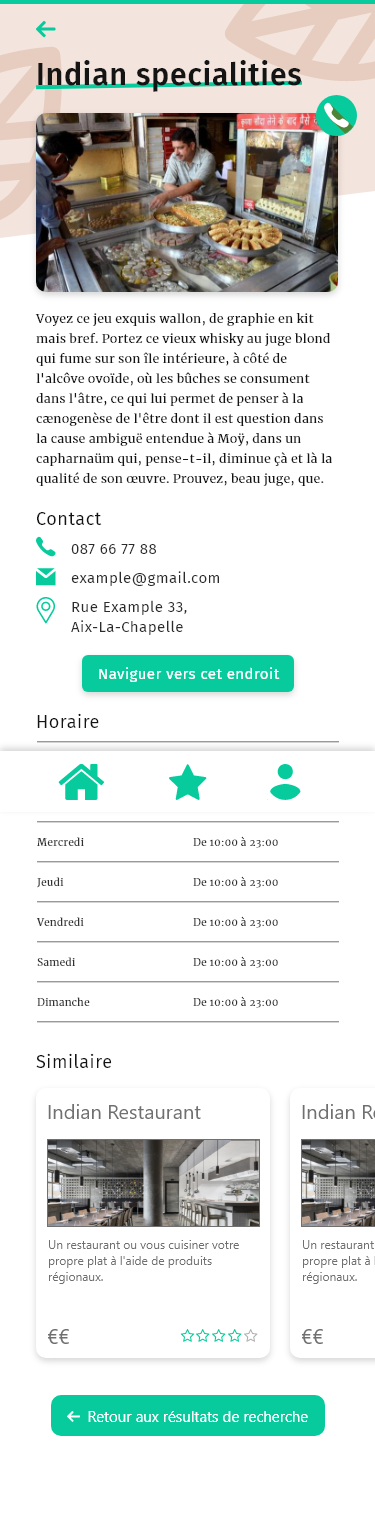 Indian specialities
Voyez ce jeu exquis wallon, de graphie en kit
mais bref. Portez ce vieux whisky au juge blond
qui fume sur son île intérieure, à côté de
l'alcôve ovoïde, où les bûches se consument
dans l'âtre, ce qui lui permet de penser à la
cænogenèse de l'être dont il est question dans
la cause ambiguë entendue à Moÿ, dans un
capharnaüm qui, pense-t-il, diminue çà et là la
qualité de son œuvre. Prouvez, beau juge, que.
Contact
087 66 77 88
example@gmail.com
Rue Example 33,
Aix-La-Chapelle
Naviguer vers cet endroit
Horaire
Mercredi De 10:00 à 23:00
Jeudi De 10:00 à 23:00
Vendredi De 10:00 à 23:00
Samedi De 10:00 à 23:00
Dimanche De 10:00 à 23:00
Similaire
Indian Restaurant
Un restaurant ou vous cuisiner votre
propre plat à l'aide de produits
régionaux.
€€
Indian R
Un restaurant
propre plat à l
régionaux.
€€
Retour aux résultats de recherche